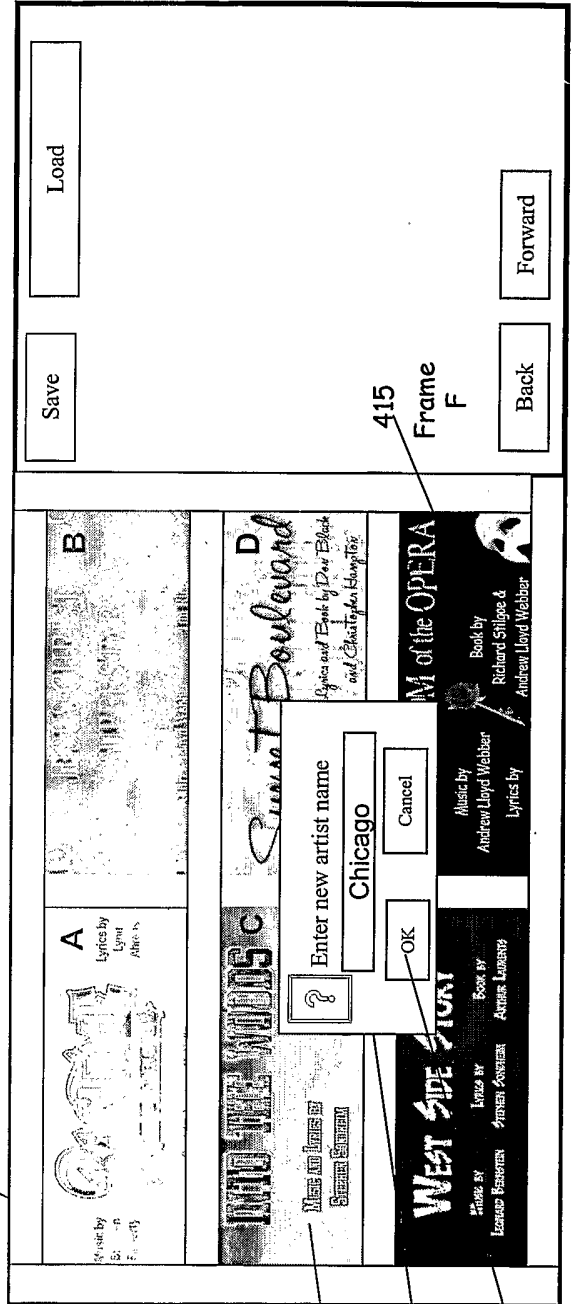 Save
Load
A
Music by
Lyrics by
B
INTO THE WOODS
C
MUSIC AND LYRICS BY
STEPHEN SONDHEIM
Sunset Boulevard
D
Lyrics and Book by Don Black
and Christopher Hampton
?
Enter new artist name
Chicago
OK
Cancel
WEST SIDE STORY
MUSIC BY
LEONARD BERNSTEIN
LYRICS BY
STEPHEN SONDHEIM
BOOK BY
ARTHUR LAURENTS
M of the OPERA
Music by
Andrew Lloyd Webber
Lyrics by
Book by
Richard Stilgoe &
Andrew Lloyd Webber
415
Frame
F
Back
Forward